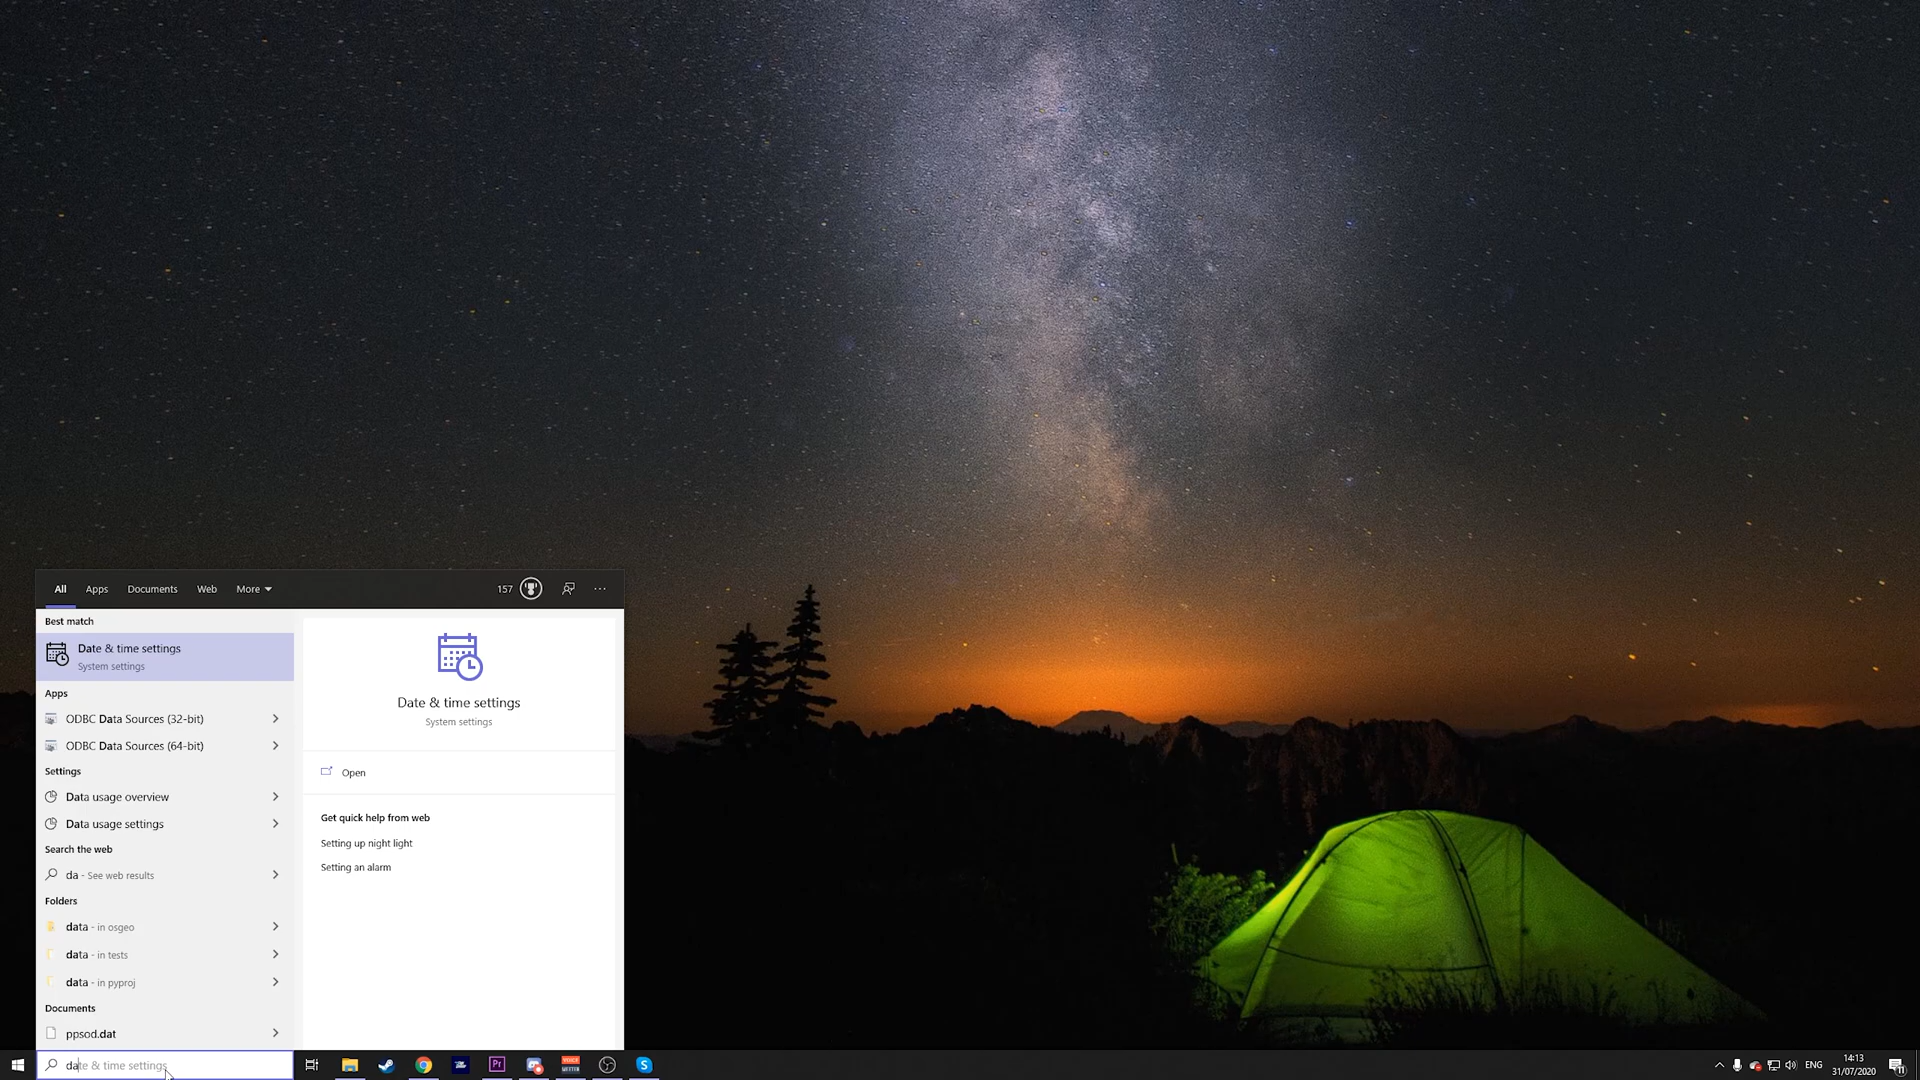 All Apps Documents Web More 157 ...
Best match
Date & time settings
System settings
Apps
ODBC Data Sources (32-bit)
ODBC Data Sources (64-bit)
Settings
Data usage overview
Data usage settings
Search the web
da - See web results
Folders
data - in osgeo
data - in tests
data - in pyproj
Documents
ppsod.dat
Date & time settings
System settings
Open
Get quick help from web
Setting up night light
Setting an alarm
date & time settings
Pr
VOICE
S
ENG
14:13
31/07/2020
11